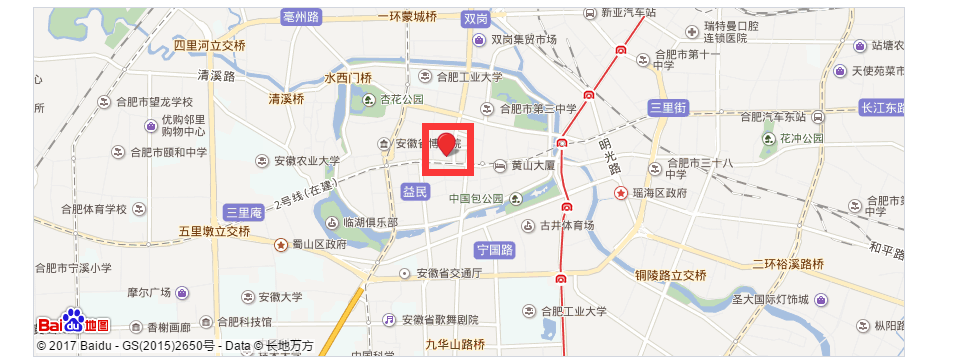 亳州路
一环蒙城桥
双岗
新亚汽车站
瑞特曼口腔
连锁医院
四里河立交桥
双岗集贸市场
站塘农
合肥市第十一
中学
清溪路
水西门桥
合肥工业大学
天使苑菜市
清溪桥
杏花公园
合肥市望龙学校
合肥市第三中学
三里街
长江东路
优购邻里
购物中心
合肥汽车东站
花冲公园
安徽省博
院
明光路
合肥市颐和中学
安徽农业大学
黄山大厦
合肥市三十八
中学
2号线(在建)
益民
中国包公园
瑶海区政府
合肥体育学校
三里庵
临湖俱乐部
合肥市第
中学
五里墩立交桥
古井体育场
蜀山区政府
宁国路
和平路
合肥市宁溪小学
安徽省交通厅
铜陵路立交桥
二环裕溪路桥
摩尔广场
安徽大学
圣大国际灯饰城
合肥工业大学
Bai du 地图
香榭画廊
合肥科技馆
安徽省歌舞剧院
枞阳路
© 2017 Baidu - GS(2015)2650号 - Data © 长地万方
九华山路桥
中国科学